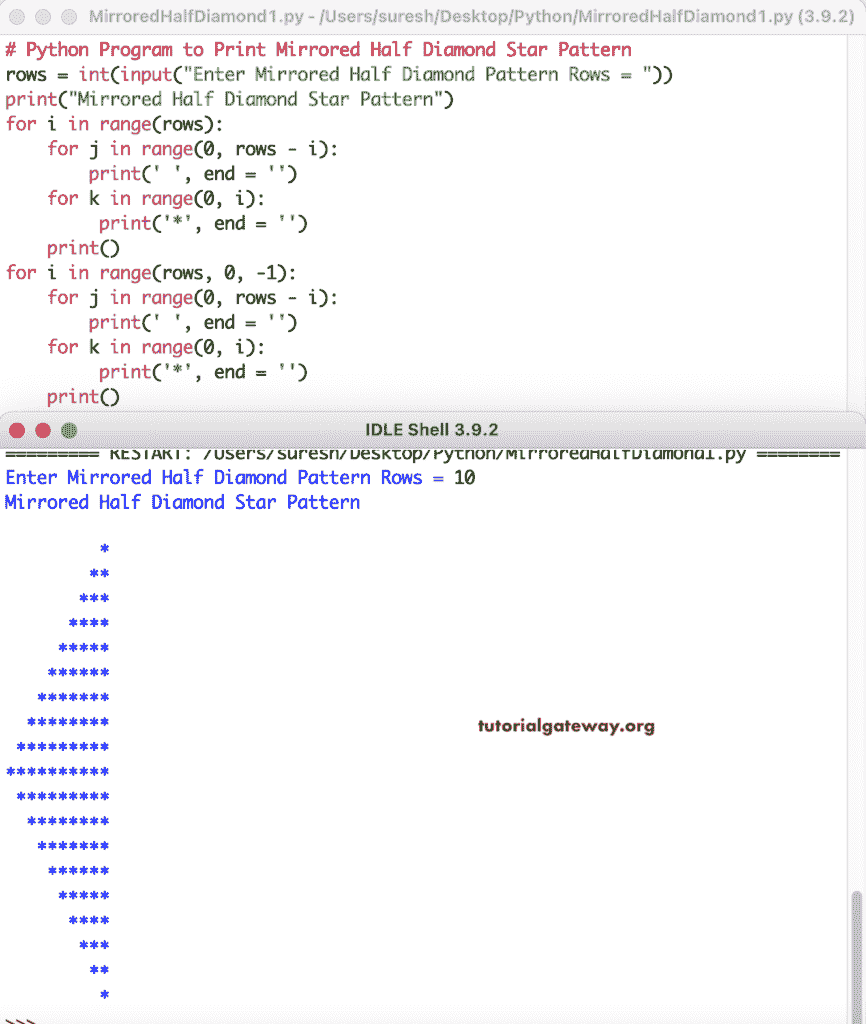 MirroredHalfDiamond1.py - /Users/suresh/Desktop/Python/MirroredHalfDiamond1.py (3.9.2)
# Python Program to Print Mirrored Half Diamond Star Pattern
rows = int(input("Enter Mirrored Half Diamond Pattern Rows = "))
print("Mirrored Half Diamond Star Pattern")
for i in range(rows):
    for j in range(0, rows - i):
        print(' ', end = '')
    for k in range(0, i):
         print('*', end = '')
    print()
for i in range(rows, 0, -1):
    for j in range(0, rows - i):
        print(' ', end = '')
    for k in range(0, i):
         print('*', end = '')
    print()
IDLE Shell 3.9.2
========= RESTART: /Users/suresh/Desktop/Python/MirroredHalfDiamond1.py ========
Enter Mirrored Half Diamond Pattern Rows = 10
Mirrored Half Diamond Star Pattern
         *
        **
       ***
      ****
     *****
    ******
   *******
  ********
 *********
**********
 *********
  ********
   *******
    ******
     *****
      ****
       ***
        **
         *
tutorialgateway.org
>>>